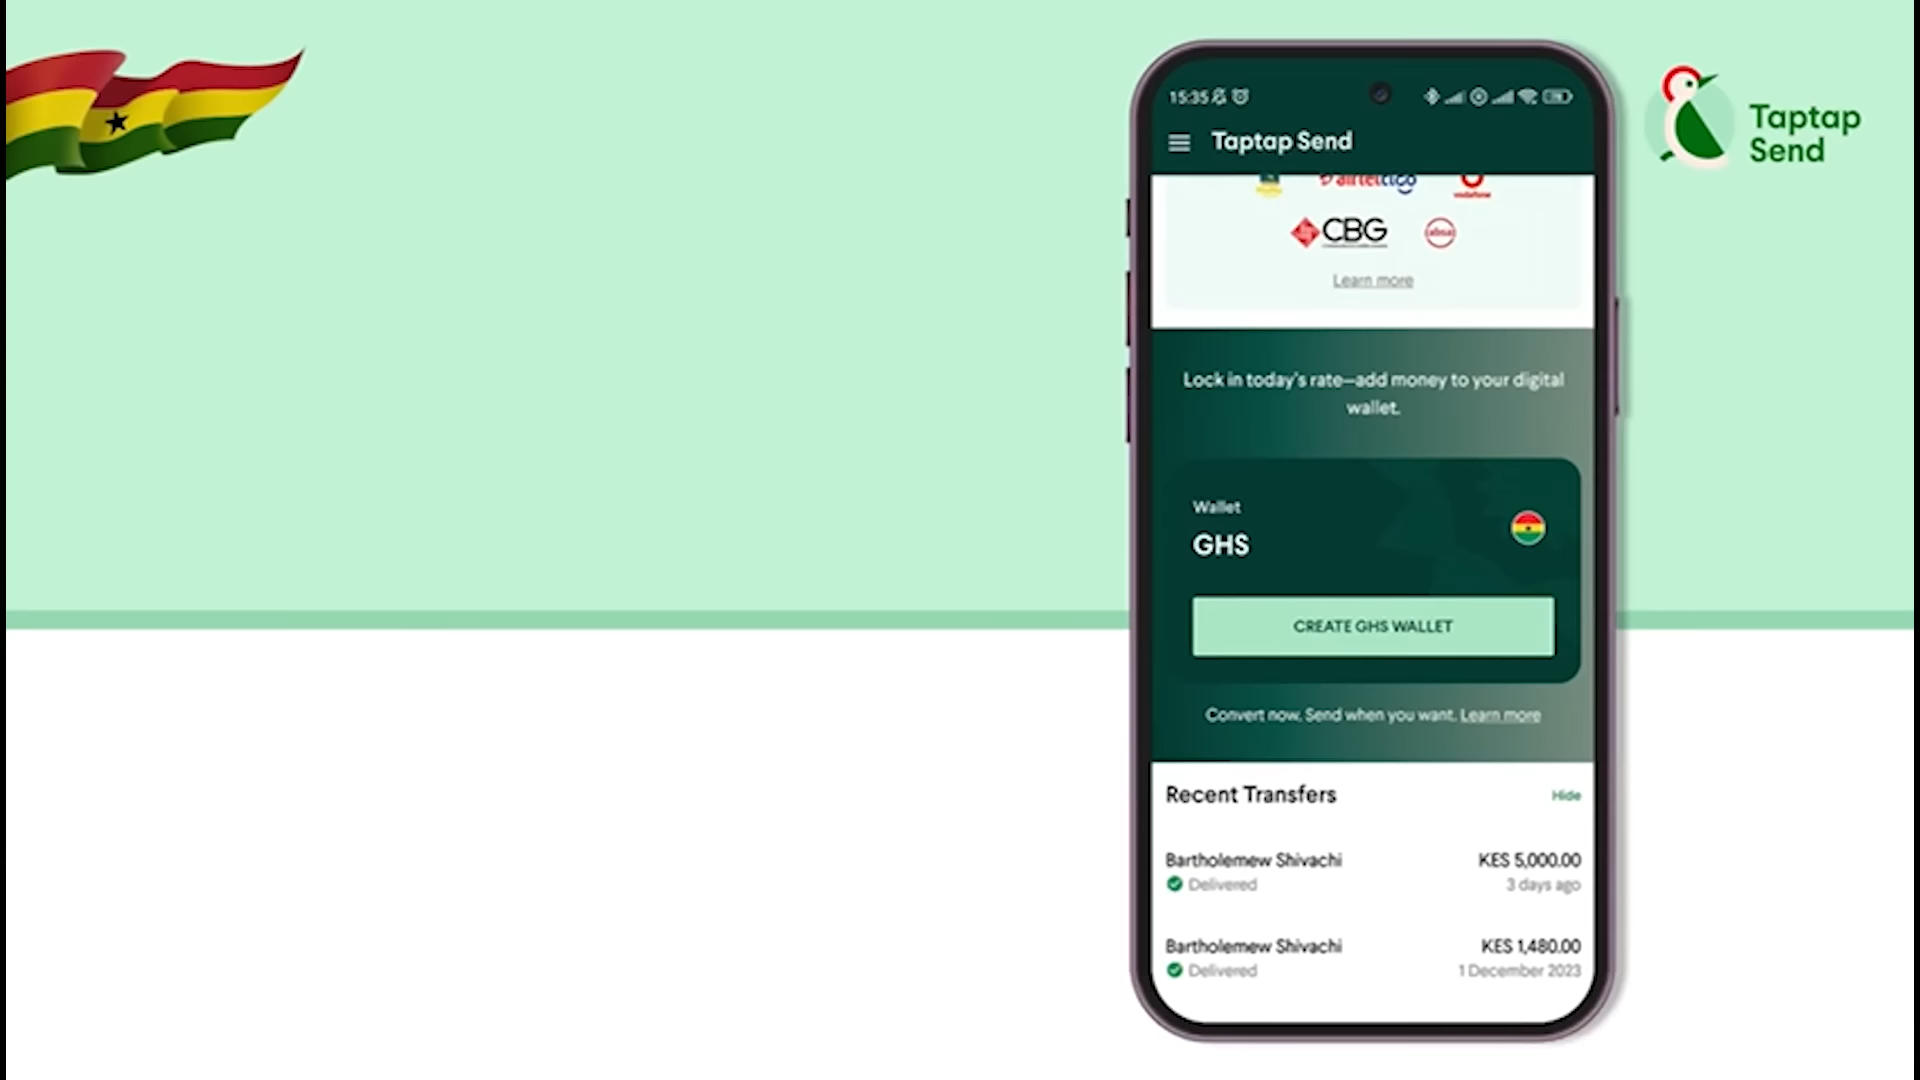 15:35
Taptap Send
airteltigo
vodafone
CBG
absa
Learn more
Lock in today's rate—add money to your digital
wallet.
Wallet
GHS
CREATE GHS WALLET
Convert now. Send when you want. Learn more
Recent Transfers
Hide
Bartholemew Shivachi
KES 5,000.00
Delivered
3 days ago
Bartholemew Shivachi
KES 1,480.00
Delivered
1 December 2023
Taptap
Send